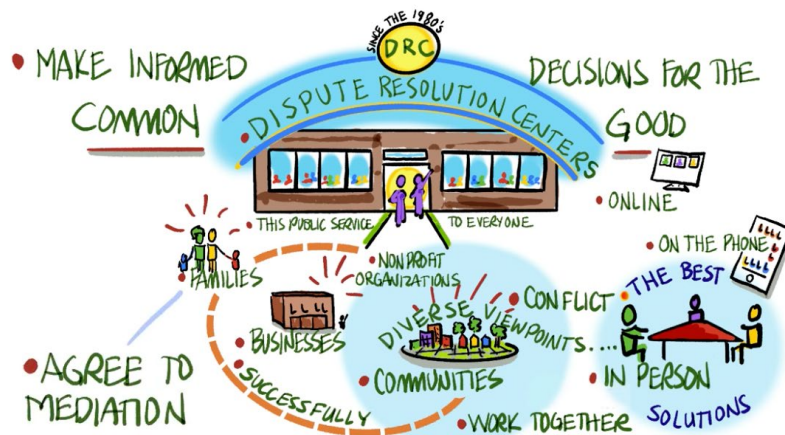 SINCE THE 1980'S
DRC
• MAKE INFORMED
DECISIONS FOR THE
COMMON
GOOD
• DISPUTE RESOLUTION CENTERS
• ONLINE
• THIS PUBLIC SERVICE
TO EVERYONE
• ON THE PHONE
• NONPROFIT
ORGANIZATIONS
• FAMILIES
• BUSINESSES
DIVERSE VIEWPOINTS....
• CONFLICT
THE BEST
• AGREE TO
MEDIATION
• SUCCESSFULLY
• COMMUNITIES
• IN PERSON
• WORK TOGETHER
SOLUTIONS